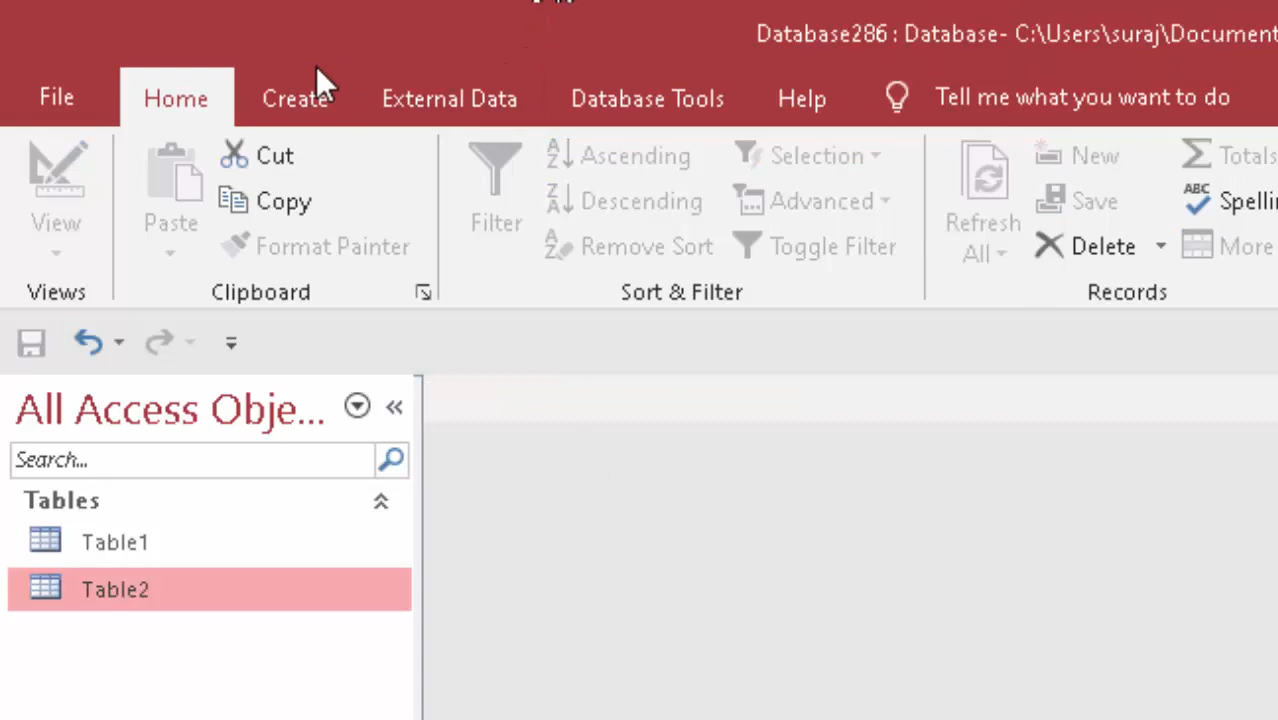 Database286 : Database- C:\Users\suraj\Document
File Home Create External Data Database Tools Help Tell me what you want to do
View
Views
Paste
Cut
Copy
Format Painter
Clipboard
Filter
Ascending
Descending
Remove Sort
Selection
Advanced
Toggle Filter
Sort & Filter
Refresh
All
New
Save
Delete
Totals
ABC
Spelli
More
Records
All Access Obje...
Search...
Tables
Table1
Table2